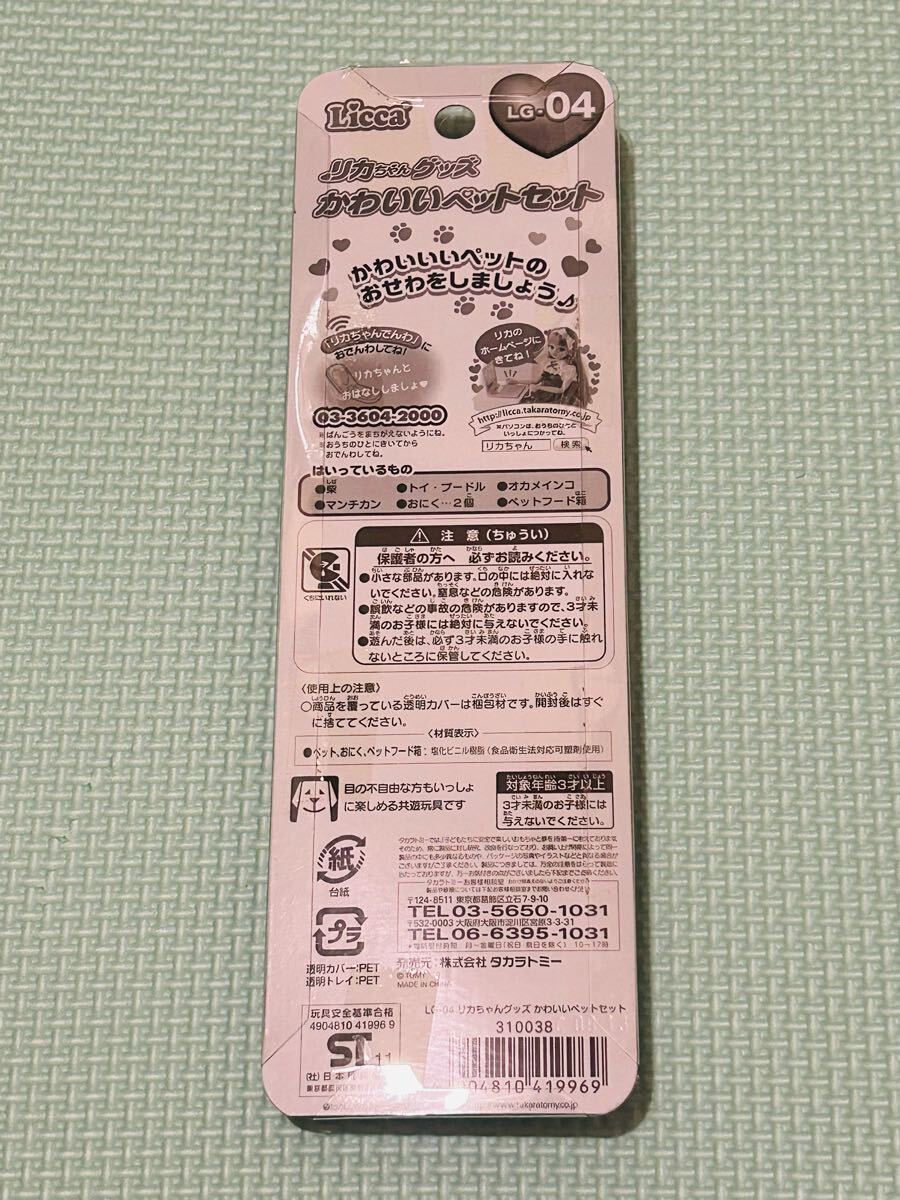 Licca
LG-04
リカちゃんグッズ
かわいいペットセット
かわいいいペットの
おせわをしましょう♪
「リカちゃんでんわ」に
おでんわしてね！
リカちゃんと
おはなししましょ♥
03-3604-2000
ばんごうをまちがえないようにね。
おうちのひとにきいてから
おでんわしてね。
リカの
ホームページに
きてね！
http://licca.takaratomy.co.jp
※パソコンは、おうちのひとと
いっしょにつかってね。
リカちゃん 検索
はいっているもの
●柴 ●トイ・プードル ●オカメインコ
●マンチカン ●おにく…2個 ●ペットフード箱
⚠ 注意（ちゅうい）
保護者の方へ 必ずお読みください。
●小さな部品があります。口の中には絶対に入れな
いでください。窒息などの危険があります。
●誤飲などの事故の危険がありますので、3才未
満のお子様には絶対に与えないでください。
●遊んだ後は、必ず3才未満のお子様の手に触れ
ないところに保管してください。
くちにいれない
〈使用上の注意〉
○商品を覆っている透明カバーは梱包材です。開封後はすぐ
に捨ててください。
〈材質表示〉
●ペット、おにく、ペットフード箱：塩化ビニル樹脂（食品衛生法対応可塑剤使用）
目の不自由な方もいっしょ
に楽しめる共遊玩具です
対象年齢3才以上
3才未満のお子様には
与えないでください。
紙
台紙
プラ
透明カバー：PET
透明トレイ：PET
タカラトミーお客様相談室
〒124-8511 東京都葛飾区立石7-9-10
TEL03-5650-1031
〒532-0003 大阪府大阪市淀川区宮原3-3-31
TEL06-6395-1031
発売元：株式会社 タカラトミー
© TOMY
MADE IN CHINA
玩具安全基準合格
4904810 41996 9
ST 11
LG-04 リカちゃんグッズ かわいいペットセット
310038
04810 419969
www.takaratomy.co.jp